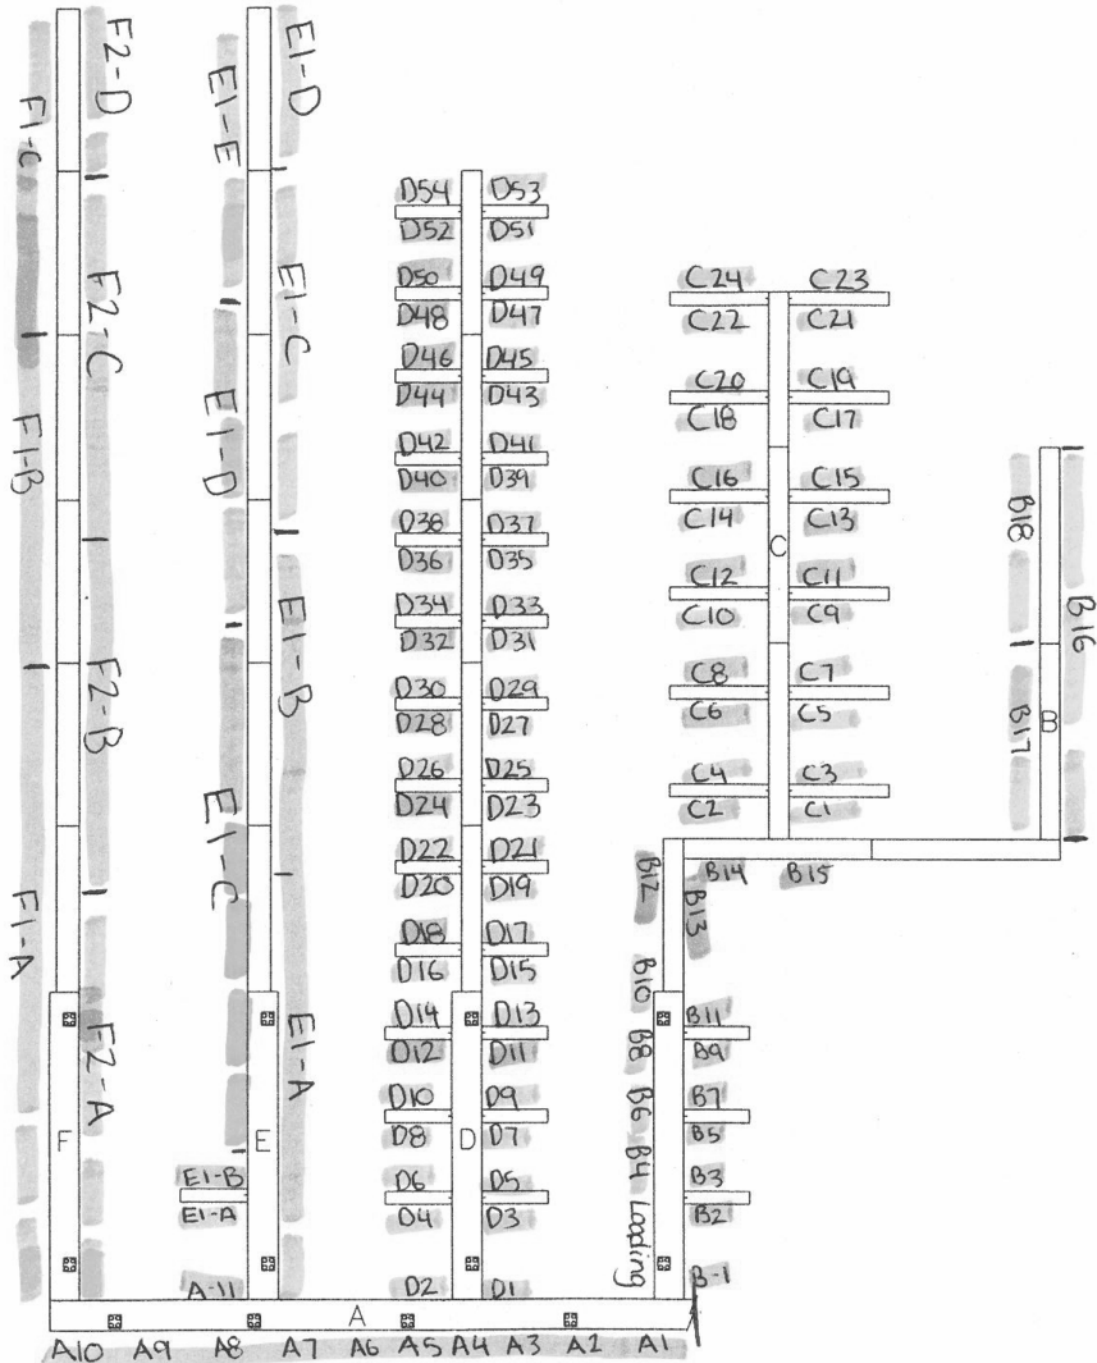 F2-D
F1-C
F2-C
F1-B
F2-B
F1-A
F2-A
F
E1-D
E1-E
E1-C
E1-D
E1-B
E1-C
E1-A
E
E1-B
E1-A
A-11
D54 D53
D52 D51
D50 D49
D48 D47
D46 D45
D44 D43
D42 D41
D40 D39
D38 D37
D36 D35
D34 D33
D32 D31
D30 D29
D28 D27
D26 D25
D24 D23
D22 D21
D20 D19
D18 D17
D16 D15
D14 D13
D12 D11
D10 D9
D8 D D7
D6 D5
D4 D3
D2 D1
C24 C23
C22 C21
C20 C19
C18 C17
C16 C15
C14 C13
C
C12 C11
C10 C9
C8 C7
C6 C5
C4 C3
C2 C1
B18
B16
B17
B
B12
B14 B15
B13
B10
B11
B8
B9
B6
B7
B5
B4
B3
B2
Loading
B-1
A
A10 A9 A8 A7 A6 A5 A4 A3 A2 A1